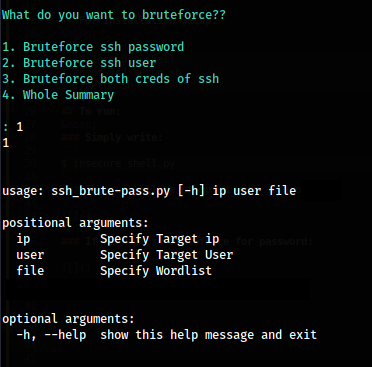 What do you want to bruteforce??
1. Bruteforce ssh password
2. Bruteforce ssh user
3. Bruteforce both creds of ssh
4. Whole Summary
: 1
1
usage: ssh_brute-pass.py [-h] ip user file
positional arguments:
ip Specify Target ip
user Specify Target User
file Specify Wordlist
optional arguments:
-h, --help show this help message and exit